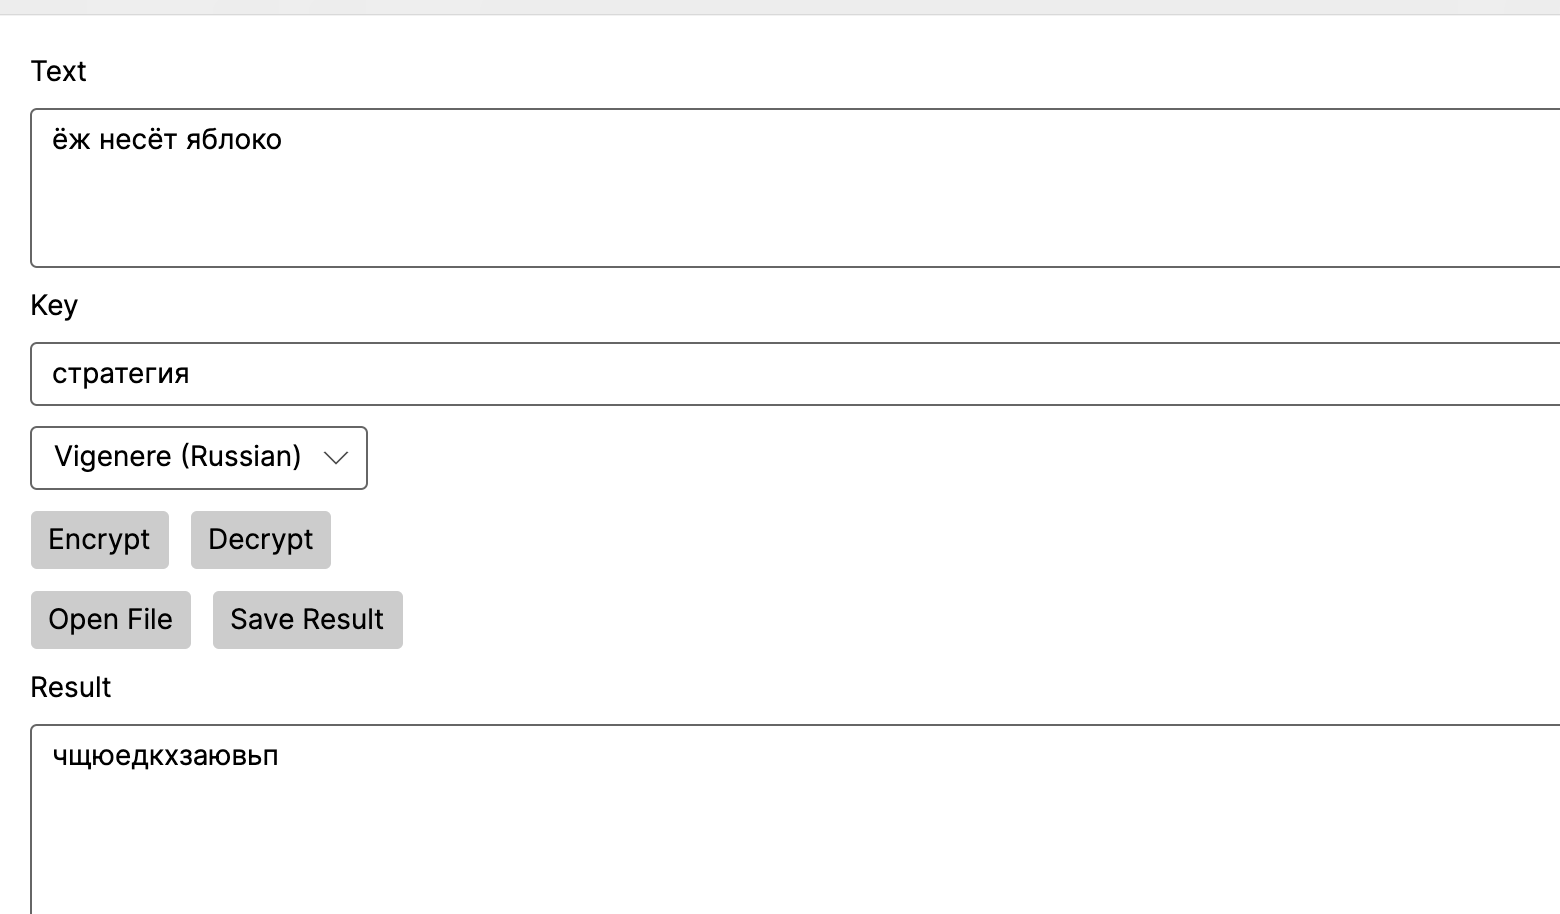 Text
ёж несёт яблоко
Key
стратегия
Vigenere (Russian)
Encrypt Decrypt
Open File Save Result
Result
чщюедкхзаювьп